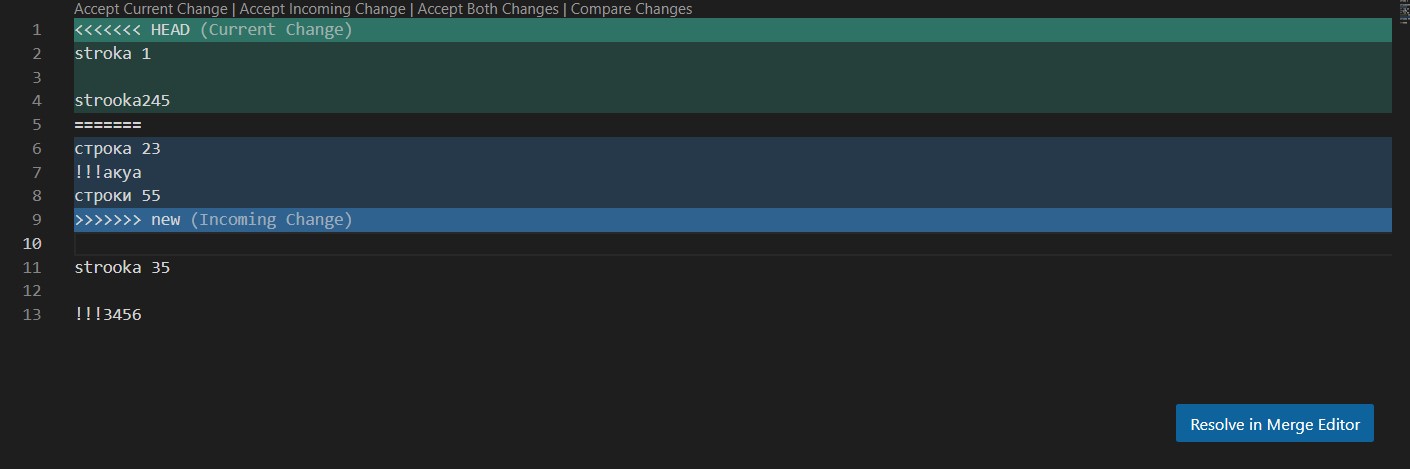 Accept Current Change | Accept Incoming Change | Accept Both Changes | Compare Changes
1 <<<<<<< HEAD (Current Change)
2 stroka 1
3
4 strooka245
5 =======
6 строка 23
7 !!!акуа
8 строки 55
9 >>>>>>> new (Incoming Change)
10
11 strooka 35
12
13 !!!3456
Resolve in Merge Editor